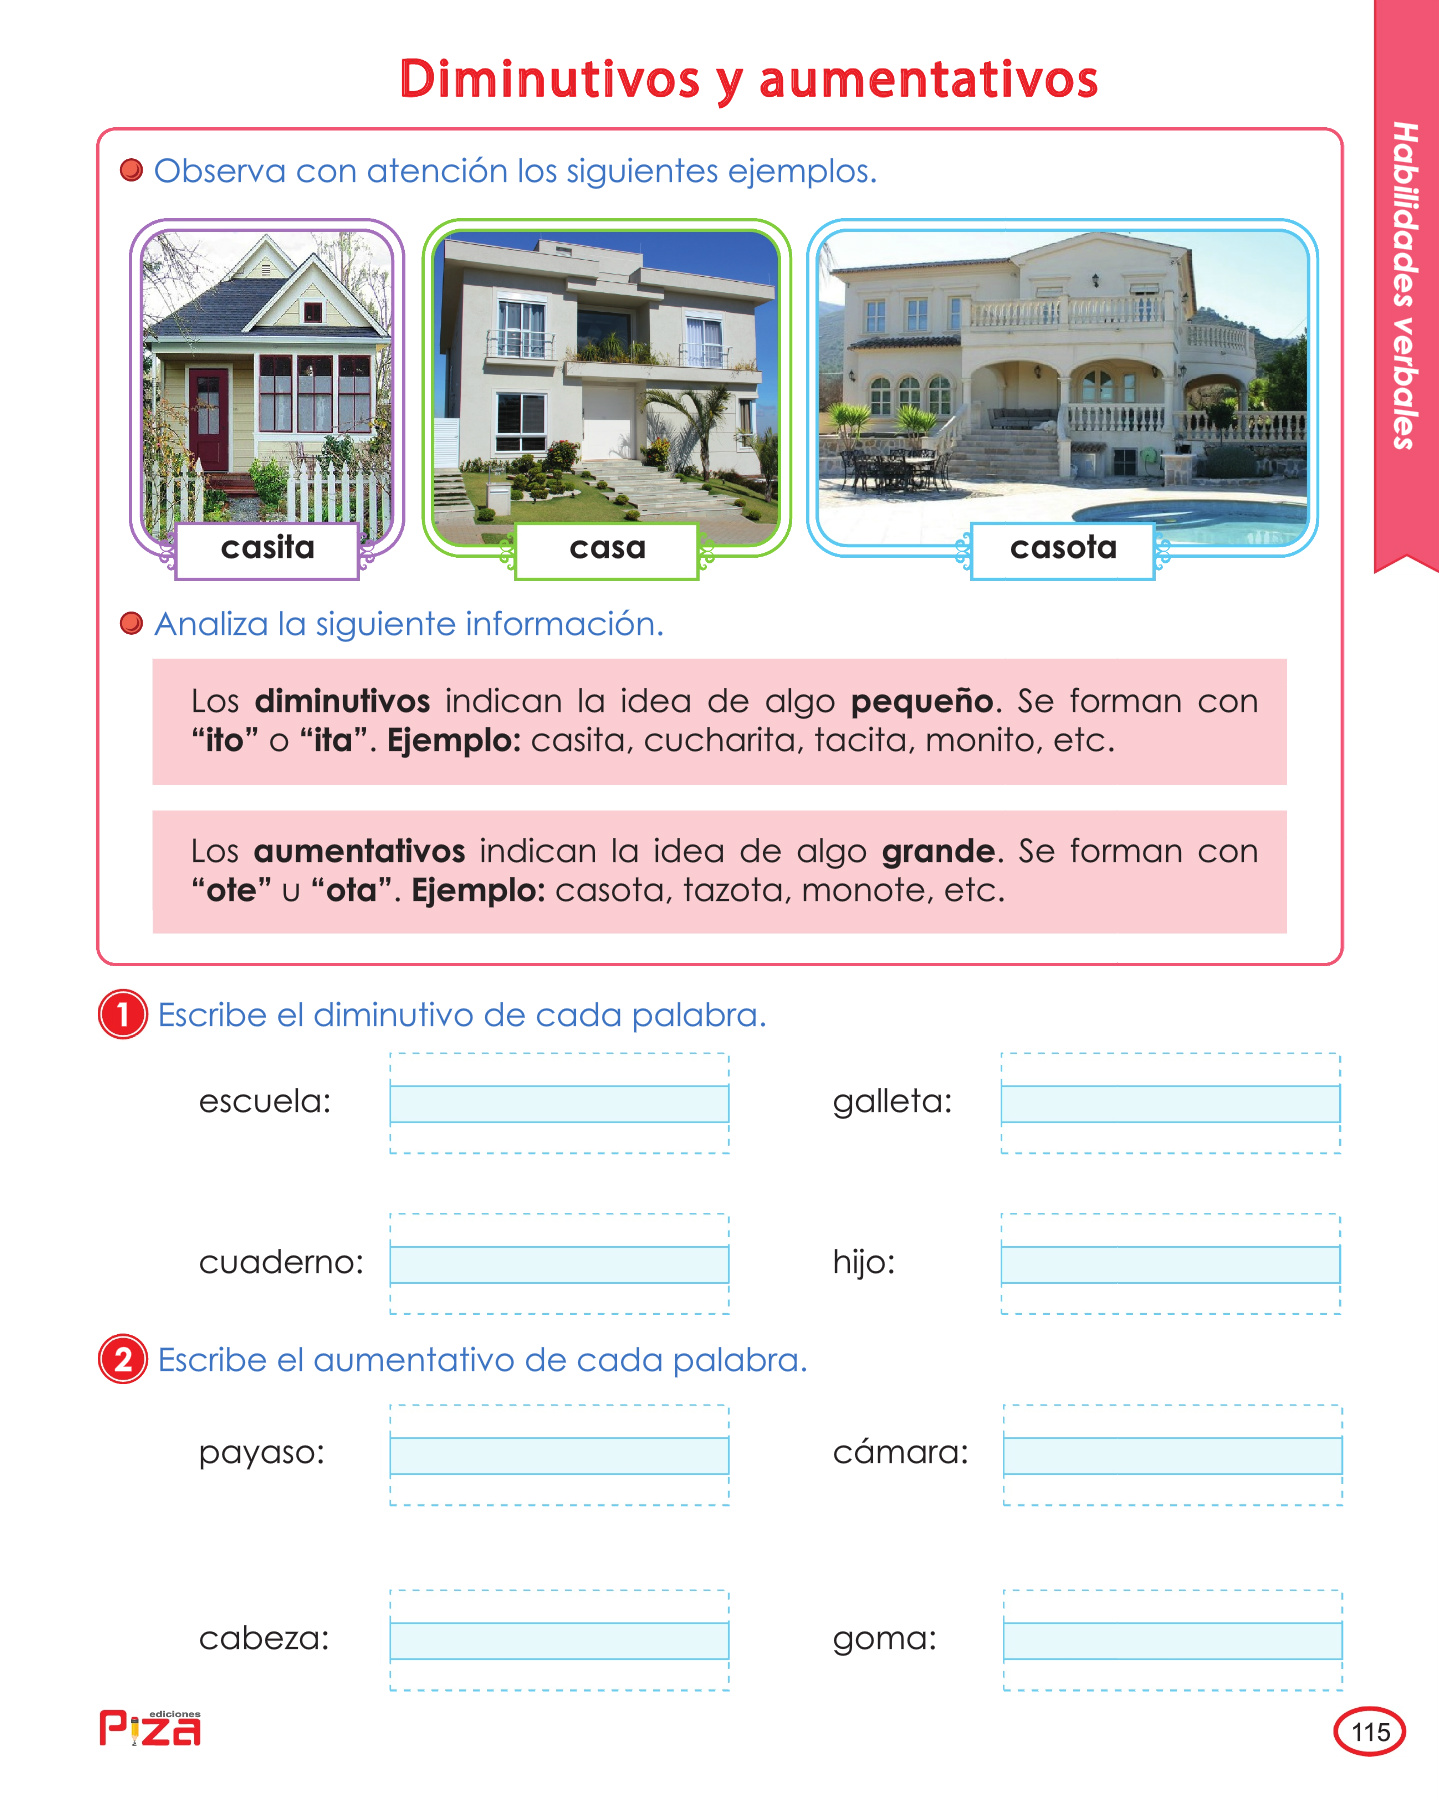 Diminutivos y aumentativos
Habilidades verbales
Observa con atención los siguientes ejemplos.
casita
casa
casota
Analiza la siguiente información.
Los diminutivos indican la idea de algo pequeño. Se forman con
“ito” o “ita”. Ejemplo: casita, cucharita, tacita, monito, etc.
Los aumentativos indican la idea de algo grande. Se forman con
“ote” u “ota”. Ejemplo: casota, tazota, monote, etc.
1 Escribe el diminutivo de cada palabra.
escuela:
galleta:
cuaderno:
hijo:
2 Escribe el aumentativo de cada palabra.
payaso:
cámara:
cabeza:
goma:
ediciones
Piza
115